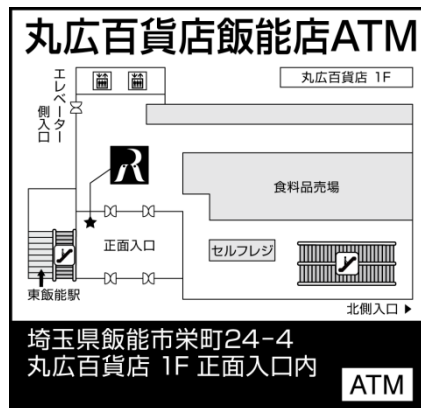 丸広百貨店飯能店ATM
エレベーター
側入口
丸広百貨店 1F
食料品売場
正面入口
セルフレジ
東飯能駅
北側入口 ▶
埼玉県飯能市栄町24-4
丸広百貨店 1F 正面入口内
ATM